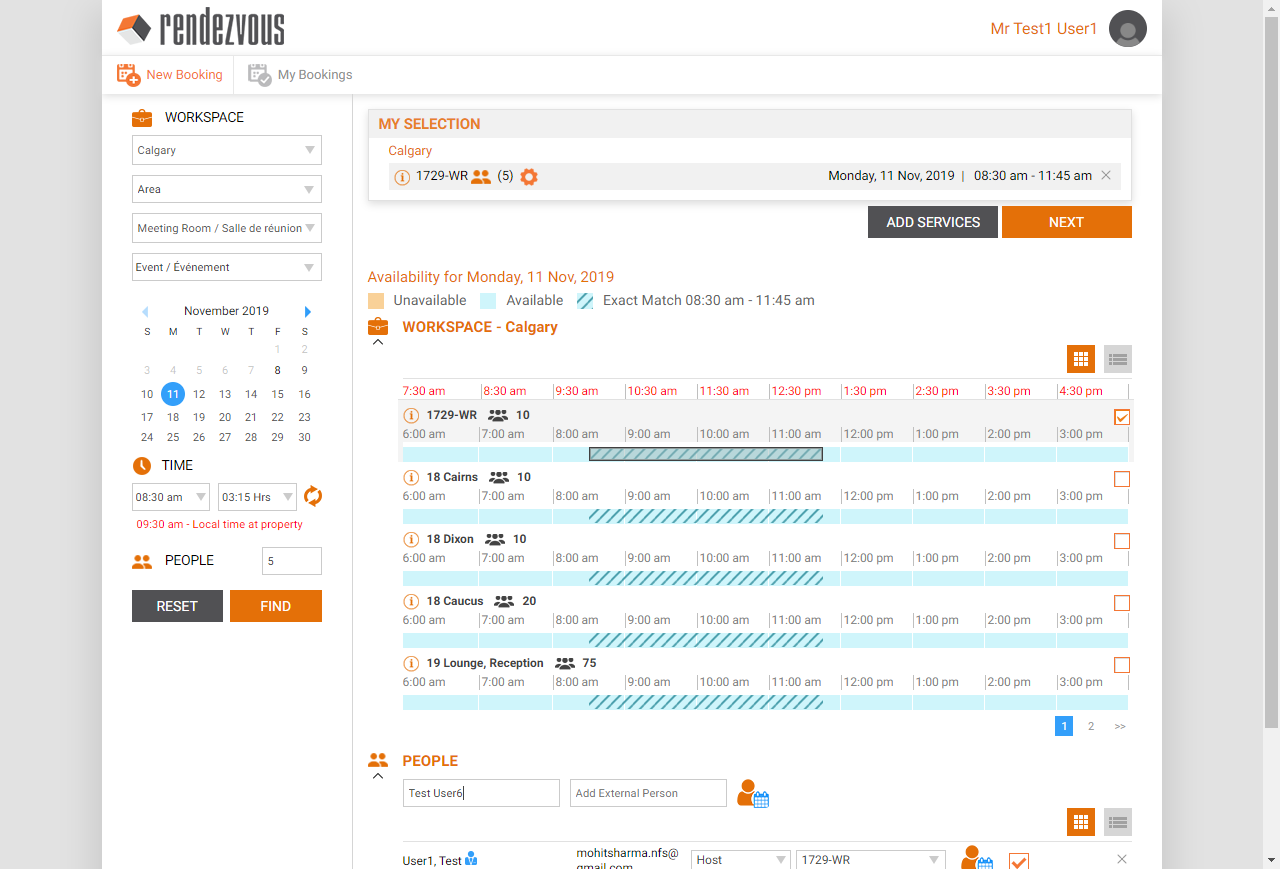 rendezvous
Mr Test1 User1
New Booking
My Bookings
WORKSPACE
Calgary
Area
Meeting Room / Salle de réunion
Event / Événement
November 2019
S M T W T F S
1 2
3 4 5 6 7 8 9
10 11 12 13 14 15 16
17 18 19 20 21 22 23
24 25 26 27 28 29 30
TIME
08:30 am
03:15 Hrs
09:30 am - Local time at property
PEOPLE
5
RESET
FIND
MY SELECTION
Calgary
1729-WR (5)
Monday, 11 Nov, 2019 | 08:30 am - 11:45 am
ADD SERVICES
NEXT
Availability for Monday, 11 Nov, 2019
Unavailable
Available
Exact Match 08:30 am - 11:45 am
WORKSPACE - Calgary
7:30 am 8:30 am 9:30 am 10:30 am 11:30 am 12:30 pm 1:30 pm 2:30 pm 3:30 pm 4:30 pm
1729-WR 10
6:00 am 7:00 am 8:00 am 9:00 am 10:00 am 11:00 am 12:00 pm 1:00 pm 2:00 pm 3:00 pm
18 Cairns 10
6:00 am 7:00 am 8:00 am 9:00 am 10:00 am 11:00 am 12:00 pm 1:00 pm 2:00 pm 3:00 pm
18 Dixon 10
6:00 am 7:00 am 8:00 am 9:00 am 10:00 am 11:00 am 12:00 pm 1:00 pm 2:00 pm 3:00 pm
18 Caucus 20
6:00 am 7:00 am 8:00 am 9:00 am 10:00 am 11:00 am 12:00 pm 1:00 pm 2:00 pm 3:00 pm
19 Lounge, Reception 75
6:00 am 7:00 am 8:00 am 9:00 am 10:00 am 11:00 am 12:00 pm 1:00 pm 2:00 pm 3:00 pm
1 2 >>
PEOPLE
Test User6
Add External Person
User1, Test
mohitsharma.nfs@
gmail.com
Host
1729-WR